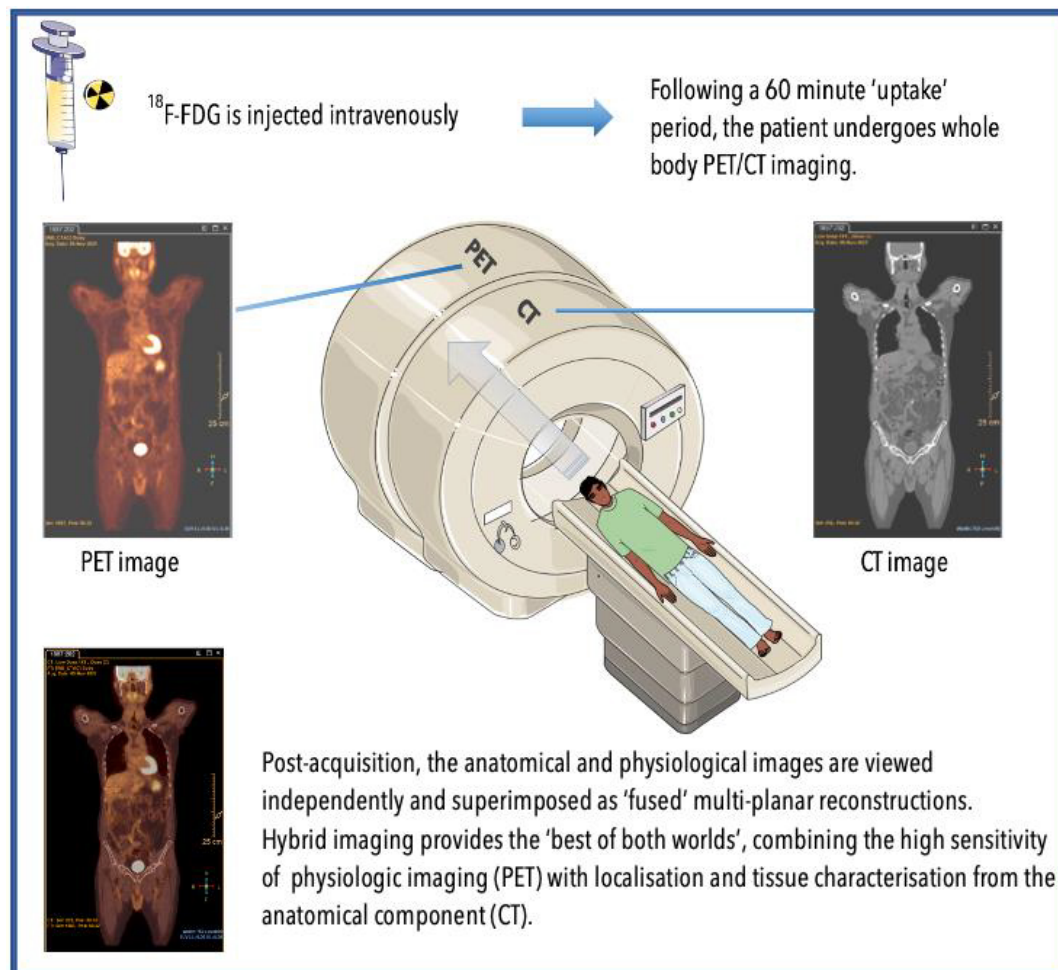 ¹⁸F-FDG is injected intravenously
Following a 60 minute ‘uptake’
period, the patient undergoes whole
body PET/CT imaging.
PET
CT
25 cm
25 cm
PET image
CT image
25 cm
Post-acquisition, the anatomical and physiological images are viewed
independently and superimposed as ‘fused’ multi-planar reconstructions.
Hybrid imaging provides the ‘best of both worlds’, combining the high sensitivity
of physiologic imaging (PET) with localisation and tissue characterisation from the
anatomical component (CT).